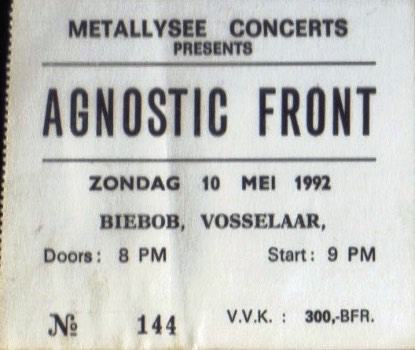 METALLYSEE CONCERTS
PRESENTS
AGNOSTIC FRONT
ZONDAG 10 MEI 1992
BIEBOB, VOSSELAAR,
Doors: 8 PM Start: 9 PM
№ 144 V.V.K. : 300,-BFR.